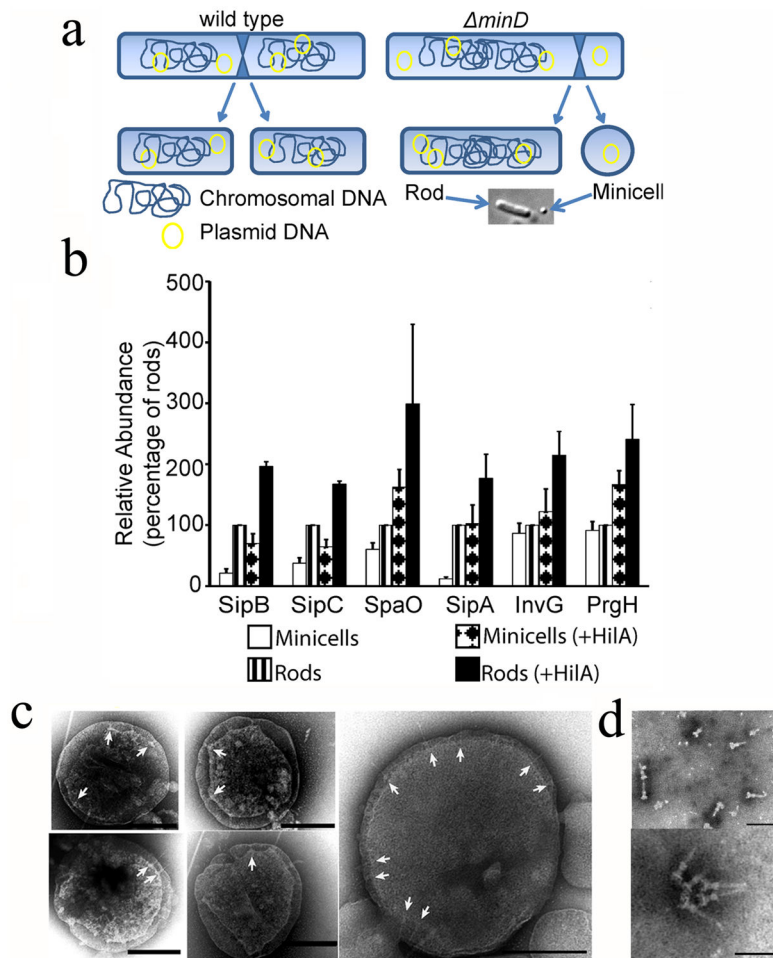 a
wild type
ΔminD
Rod
Minicell
Chromosomal DNA
Plasmid DNA
b
Relative Abundance
(percentage of rods)
500
400
300
200
100
0
SipB SipC SpaO SipA InvG PrgH
Minicells
Minicells (+HilA)
Rods
Rods (+HilA)
c
d